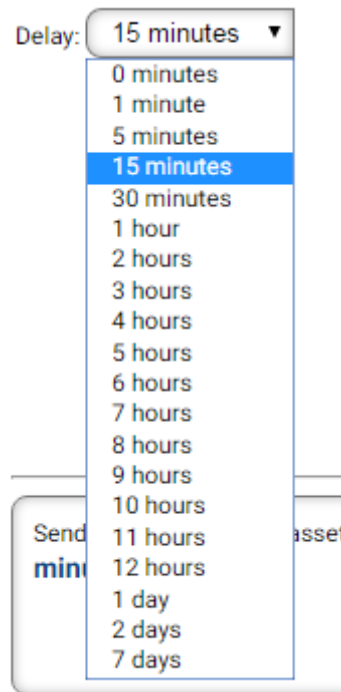 Delay: 15 minutes
0 minutes
1 minute
5 minutes
15 minutes
30 minutes
1 hour
2 hours
3 hours
4 hours
5 hours
6 hours
7 hours
8 hours
9 hours
10 hours
Send
11 hours
12 hours
1 day
2 days
7 days